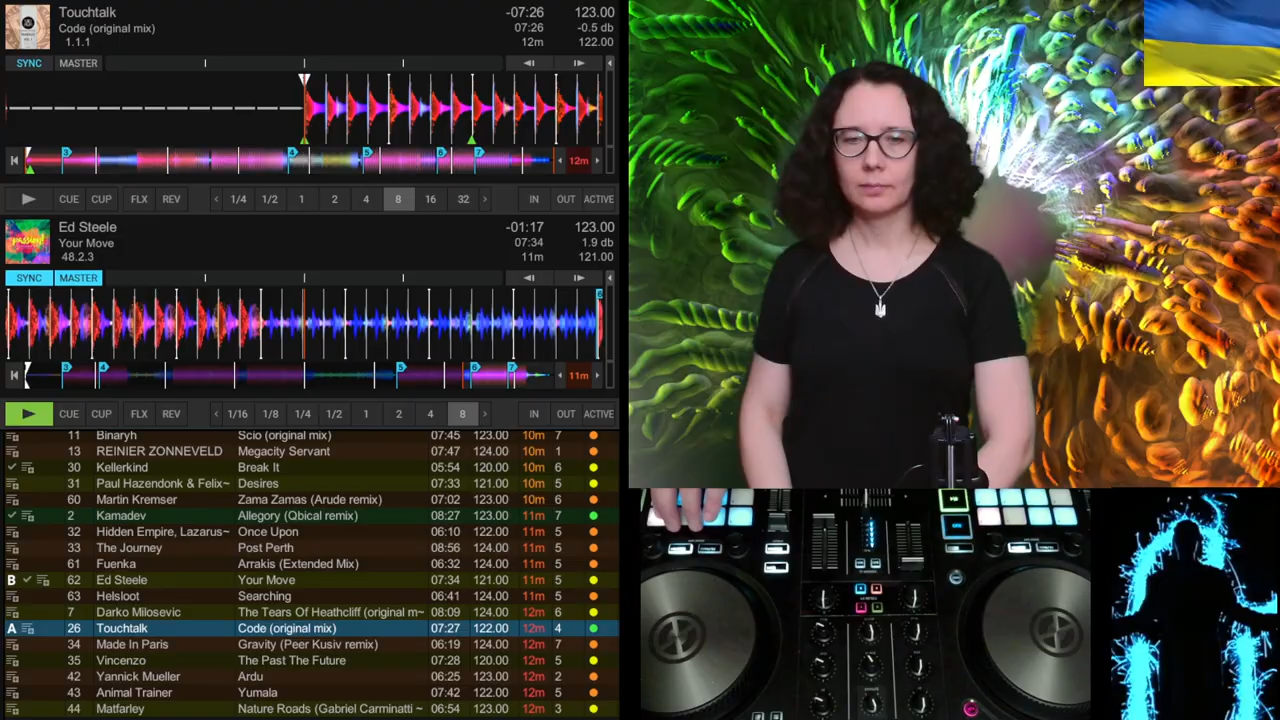 Touchtalk -07:26 123.00
Code (original mix) 07:26 -0.5 db
1.1.1 12m 122.00
SYNC MASTER
3 4 5 6 7 12m
CUE CUP FLX REV 1/4 1/2 1 2 4 8 16 32 IN OUT ACTIVE
Ed Steele -01:17 123.00
Your Move 07:34 1.9 db
48.2.3 11m 121.00
SYNC MASTER
6
3 4 5 6 7 11m
CUE CUP FLX REV 1/16 1/8 1/4 1/2 1 2 4 8 IN OUT ACTIVE
11 Binaryh Scio (original mix) 07:45 123.00 10m 7
13 REINIER ZONNEVELD Megacity Servant 07:47 124.00 10m 1
30 Kellerkind Break It 05:54 120.00 10m 6
31 Paul Hazendonk & Felix~ Desires 07:33 121.00 10m 5
60 Martin Kremser Zama Zamas (Arude remix) 07:02 123.00 10m 6
2 Kamadev Allegory (Qbical remix) 08:27 123.00 11m 7
32 Hidden Empire, Lazarus~ Once Upon 06:10 122.00 11m 5
33 The Journey Post Perth 08:56 124.00 11m 5
61 Fuenka Arrakis (Extended Mix) 06:32 124.00 11m 5
B 62 Ed Steele Your Move 07:34 121.00 11m 5
63 Helsloot Searching 06:41 124.00 11m 5
7 Darko Milosevic The Tears Of Heathcliff (original m~ 08:09 124.00 12m 6
A 26 Touchtalk Code (original mix) 07:27 122.00 12m 4
34 Made In Paris Gravity (Peer Kusiv remix) 06:19 124.00 12m 7
35 Vincenzo The Past The Future 07:28 120.00 12m 5
42 Yannick Mueller Ardu 06:25 123.00 12m 2
43 Animal Trainer Yumala 07:42 122.00 12m 5
44 Matfarley Nature Roads (Gabriel Carminatti ~ 06:54 123.00 12m 3